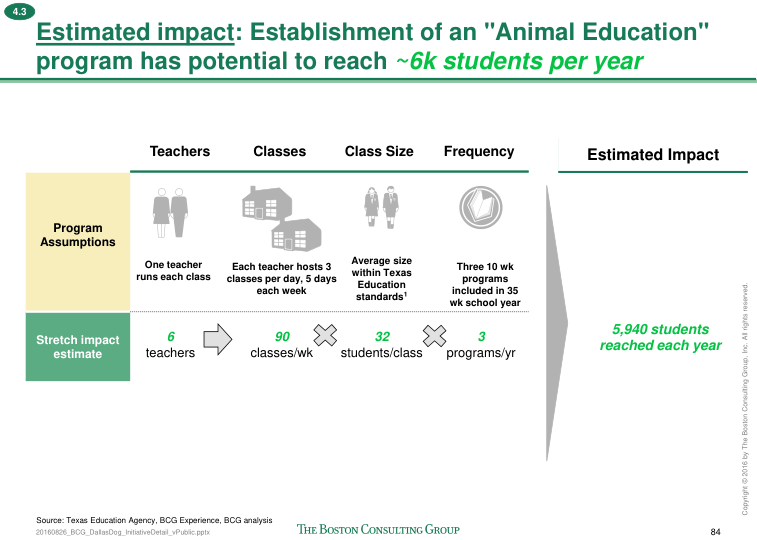 4.3
Estimated impact: Establishment of an "Animal Education"
program has potential to reach ~6k students per year
Teachers
Classes
Class Size
Frequency
Estimated Impact
Program
Assumptions
One teacher
runs each class
Each teacher hosts 3
classes per day, 5 days
each week
Average size
within Texas
Education
standards¹
Three 10 wk
programs
included in 35
wk school year
Stretch impact
estimate
6
teachers
90
classes/wk
32
students/class
3
programs/yr
5,940 students
reached each year
Copyright © 2016 by The Boston Consulting Group, Inc. All rights reserved.
Source: Texas Education Agency, BCG Experience, BCG analysis
20160826_BCG_DallasDog_InitiativeDetail_vPublic.pptx
THE BOSTON CONSULTING GROUP
84